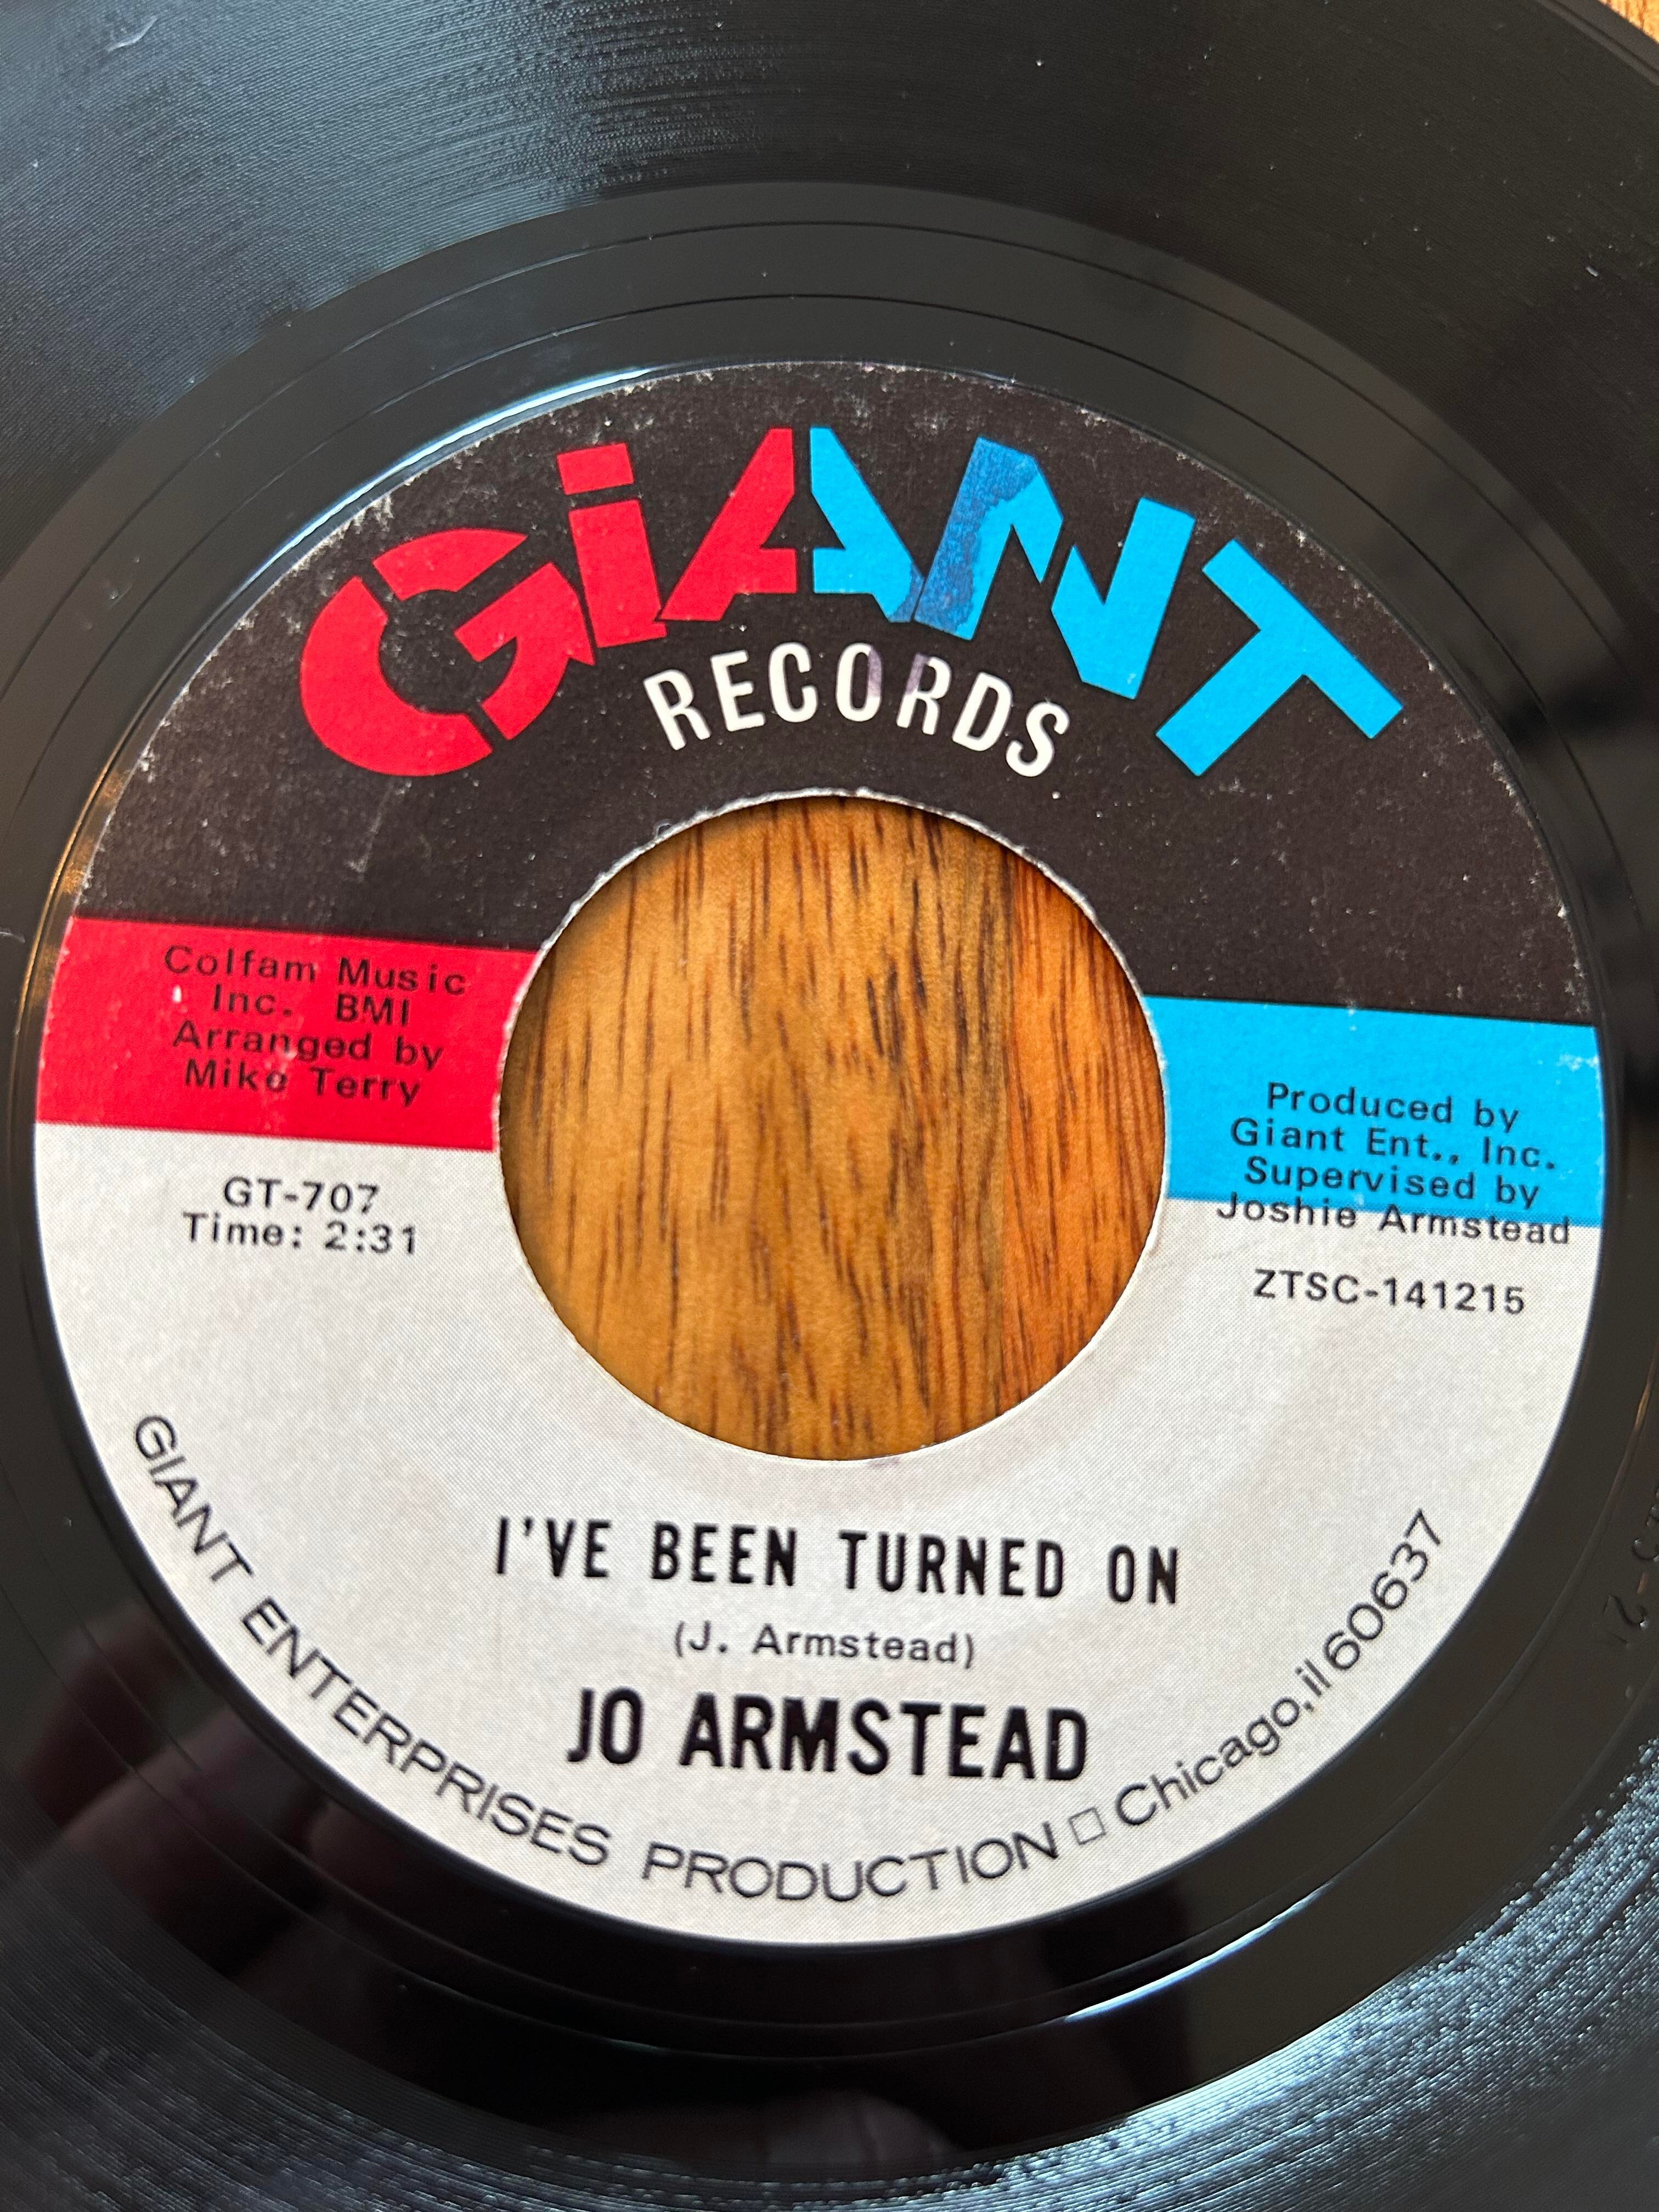 GiANT
RECORDS
Colfam Music
Inc. BMI
Arranged by
Mike Terry
GT-707
Time: 2:31
Produced by
Giant Ent., Inc.
Supervised by
Joshie Armstead
ZTSC-141215
I'VE BEEN TURNED ON
(J. Armstead)
JO ARMSTEAD
GIANT ENTERPRISES PRODUCTION □ Chicago, il 60637